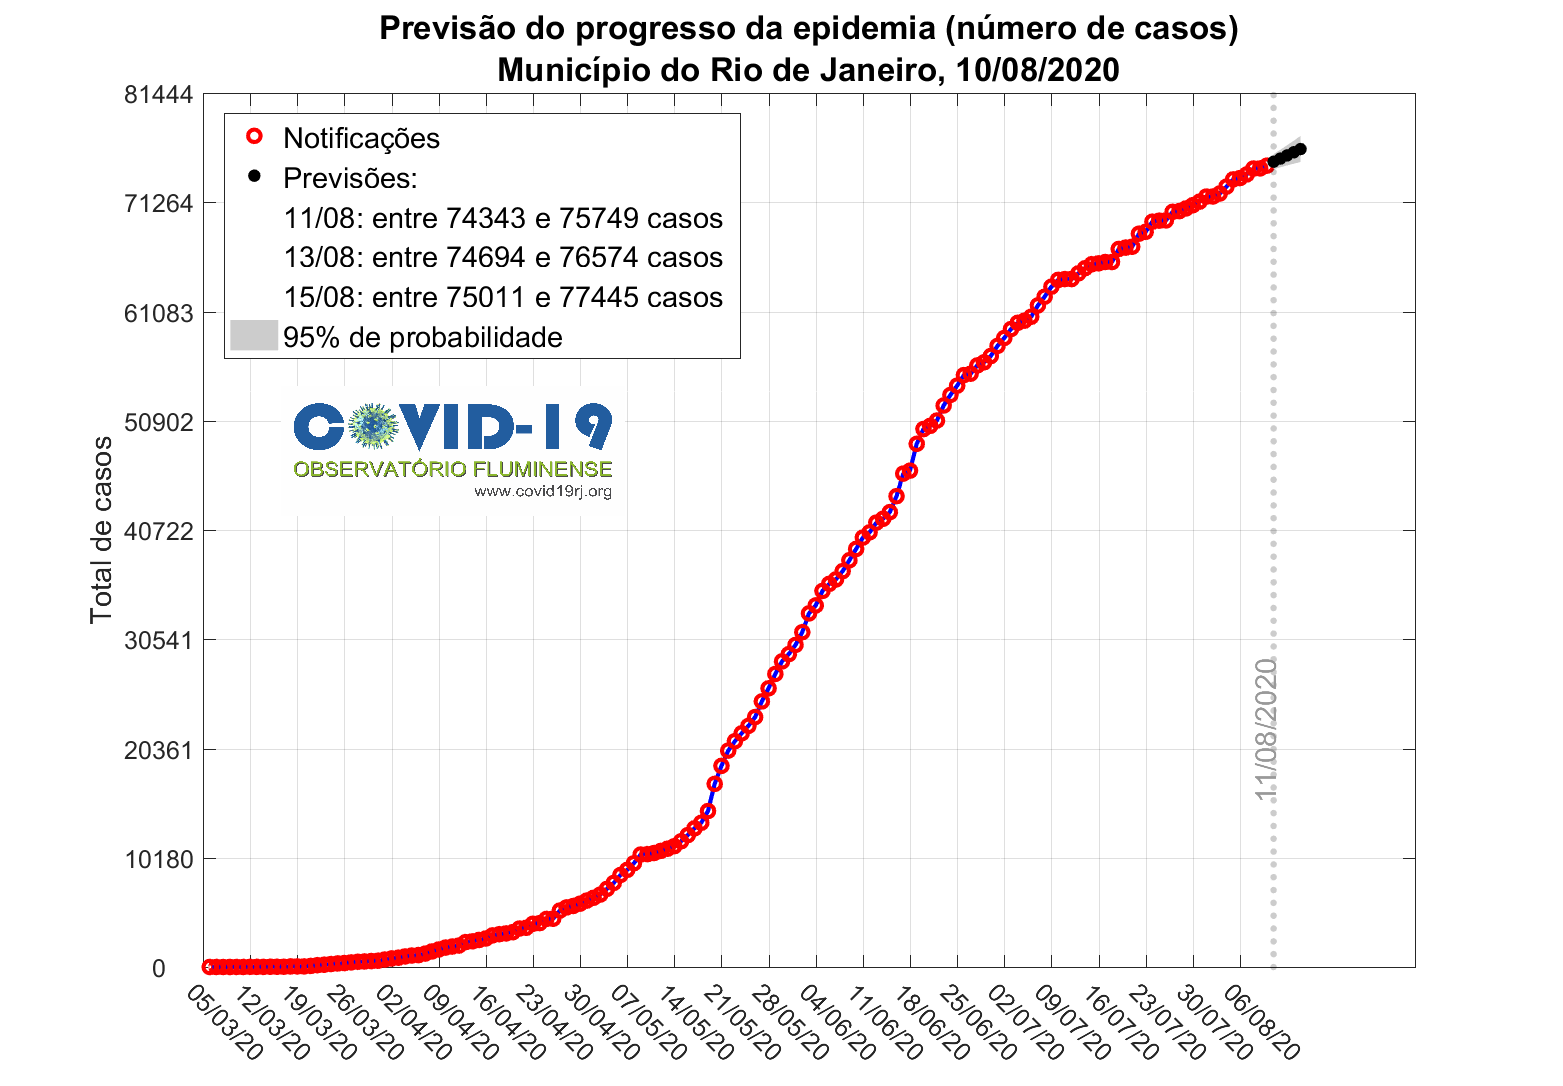 Previsão do progresso da epidemia (número de casos)
Município do Rio de Janeiro, 10/08/2020
81444
71264
61083
50902
40722
30541
20361
10180
0
Total de casos
Notificações
Previsões:
11/08: entre 74343 e 75749 casos
13/08: entre 74694 e 76574 casos
15/08: entre 75011 e 77445 casos
95% de probabilidade
COVID-19
OBSERVATÓRIO FLUMINENSE
www.covid19rj.org
11/08/2020
05/03/20
12/03/20
19/03/20
26/03/20
02/04/20
09/04/20
16/04/20
23/04/20
30/04/20
07/05/20
14/05/20
21/05/20
28/05/20
04/06/20
11/06/20
18/06/20
25/06/20
02/07/20
09/07/20
16/07/20
23/07/20
30/07/20
06/08/20